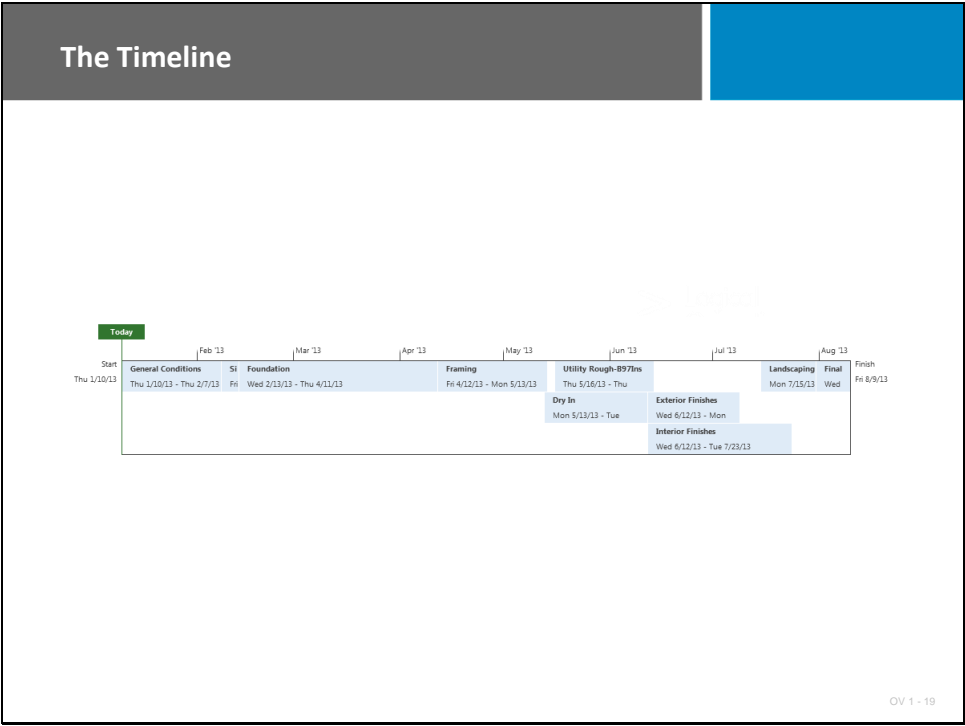 The Timeline
Today
Feb '13 Mar '13 Apr '13 May '13 Jun '13 Jul '13 Aug '13
Start
Thu 1/10/13
General Conditions Si Foundation Framing Utility Rough-B97Ins Landscaping Final
Thu 1/10/13 - Thu 2/7/13 Fri Wed 2/13/13 - Thu 4/11/13 Fri 4/12/13 - Mon 5/13/13 Thu 5/16/13 - Thu Mon 7/15/13 Wed
Finish
Fri 8/9/13
Dry In Exterior Finishes
Mon 5/13/13 - Tue Wed 6/12/13 - Mon
Interior Finishes
Wed 6/12/13 - Tue 7/23/13
OV 1 - 19